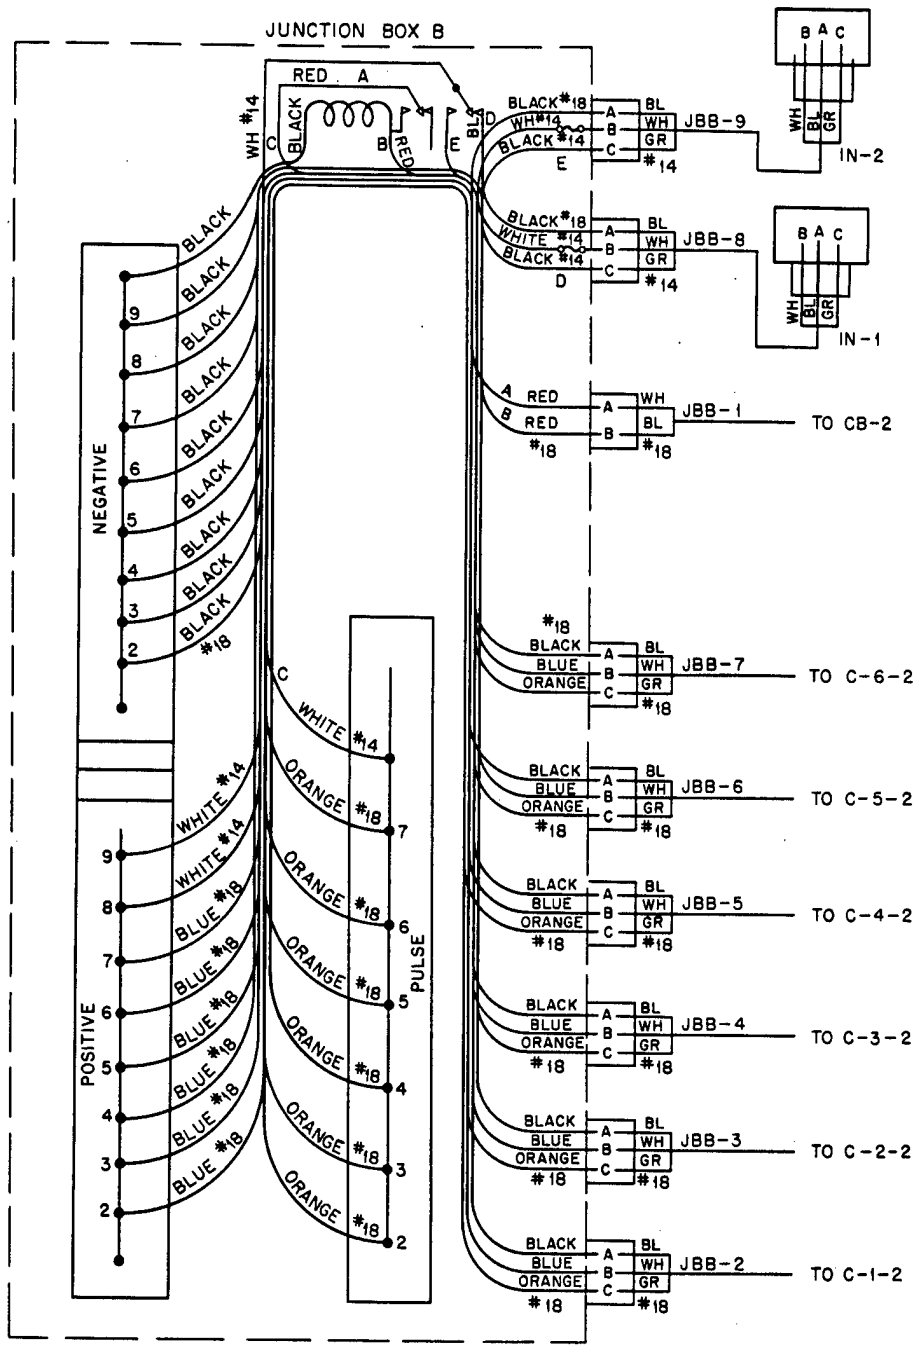 JUNCTION BOX B
RED A
WH #14
C
BLACK
B
RED
E
BL
D
BLACK #18 A BL
WH #14 B WH JBB-9
BLACK #14 C GR
E #14
B A C
WH BL GR
IN-2
BLACK #18 A BL
WHITE #14 B WH JBB-8
BLACK #14 C GR
D #14
B A C
WH BL GR
IN-1
A RED A WH JBB-1 TO CB-2
B RED B BL
#18 #18
NEGATIVE
BLACK
9 BLACK
8 BLACK
7 BLACK
6 BLACK
5 BLACK
4 BLACK
3 BLACK
2 #18
POSITIVE
9 WHITE #14
8 WHITE #14
7 BLUE #18
6 BLUE #18
5 BLUE #18
4 BLUE #18
3 BLUE #18
2 BLUE #18
PULSE
C WHITE #14
ORANGE #18 7
ORANGE #18 6
ORANGE #18 5
ORANGE #18 4
ORANGE #18 3
ORANGE #18 2
#18
BLACK A BL
BLUE B WH JBB-7 TO C-6-2
ORANGE C GR
#18
BLACK A BL
BLUE B WH JBB-6 TO C-5-2
ORANGE C GR
#18 #18
BLACK A BL
BLUE B WH JBB-5 TO C-4-2
ORANGE C GR
#18 #18
BLACK A BL
BLUE B WH JBB-4 TO C-3-2
ORANGE C GR
#18 #18
BLACK A BL
BLUE B WH JBB-3 TO C-2-2
ORANGE C GR
#18 #18
BLACK A BL
BLUE B WH JBB-2 TO C-1-2
ORANGE C GR
#18 #18